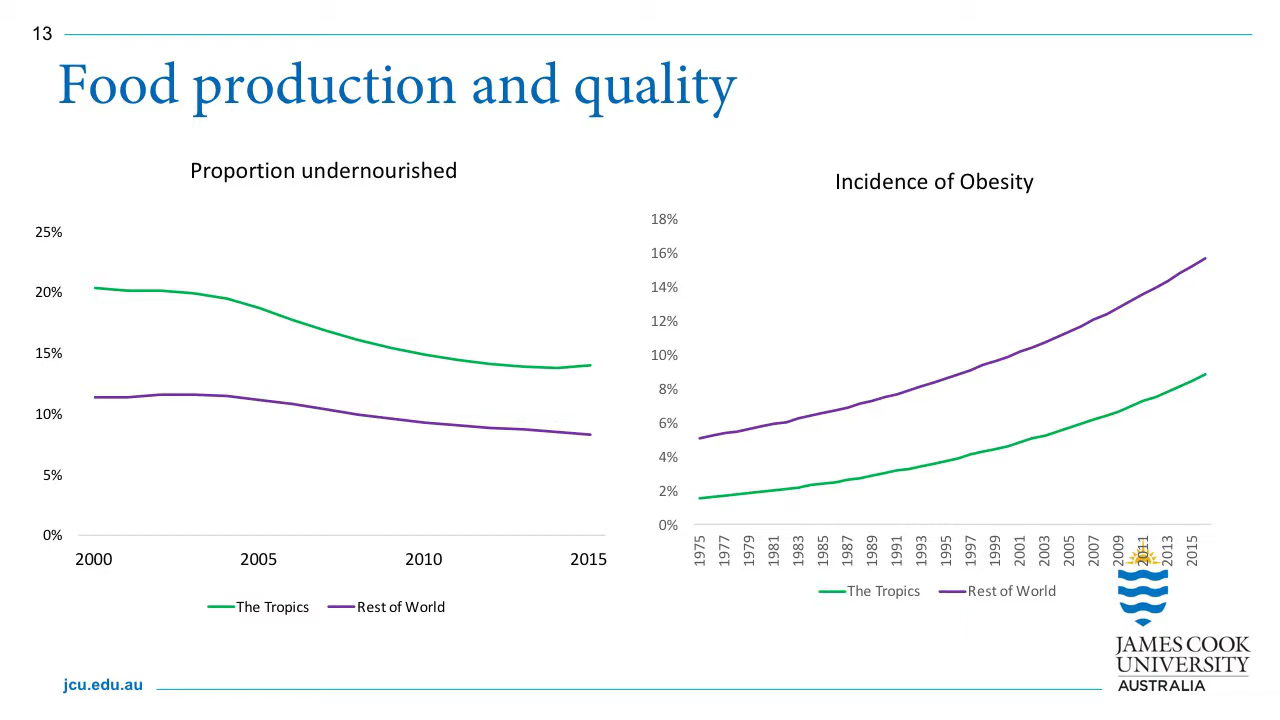 13
Food production and quality
Proportion undernourished
25%
20%
15%
10%
5%
0%
2000 2005 2010 2015
The Tropics Rest of World
Incidence of Obesity
18%
16%
14%
12%
10%
8%
6%
4%
2%
0%
1975 1977 1979 1981 1983 1985 1987 1989 1991 1993 1995 1997 1999 2001 2003 2005 2007 2009 2011 2013 2015
The Tropics Rest of World
JAMES COOK
UNIVERSITY
AUSTRALIA
jcu.edu.au